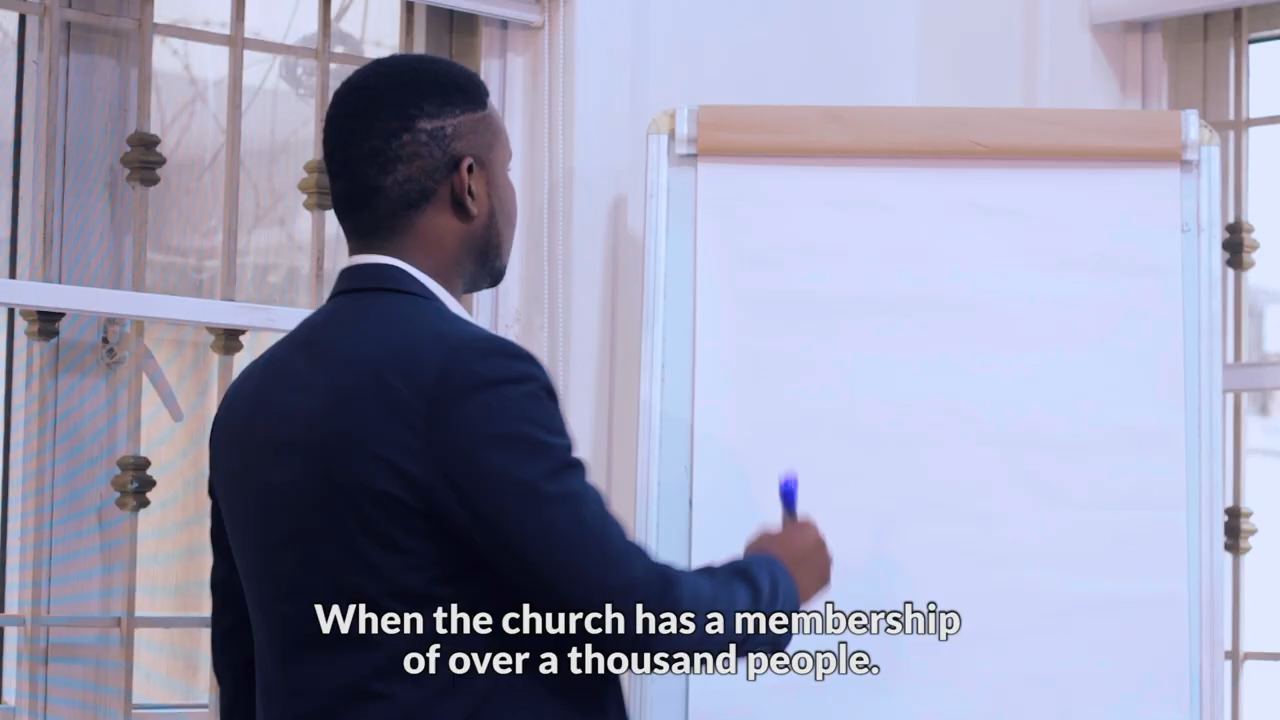 When the church has a membership
of over a thousand people.